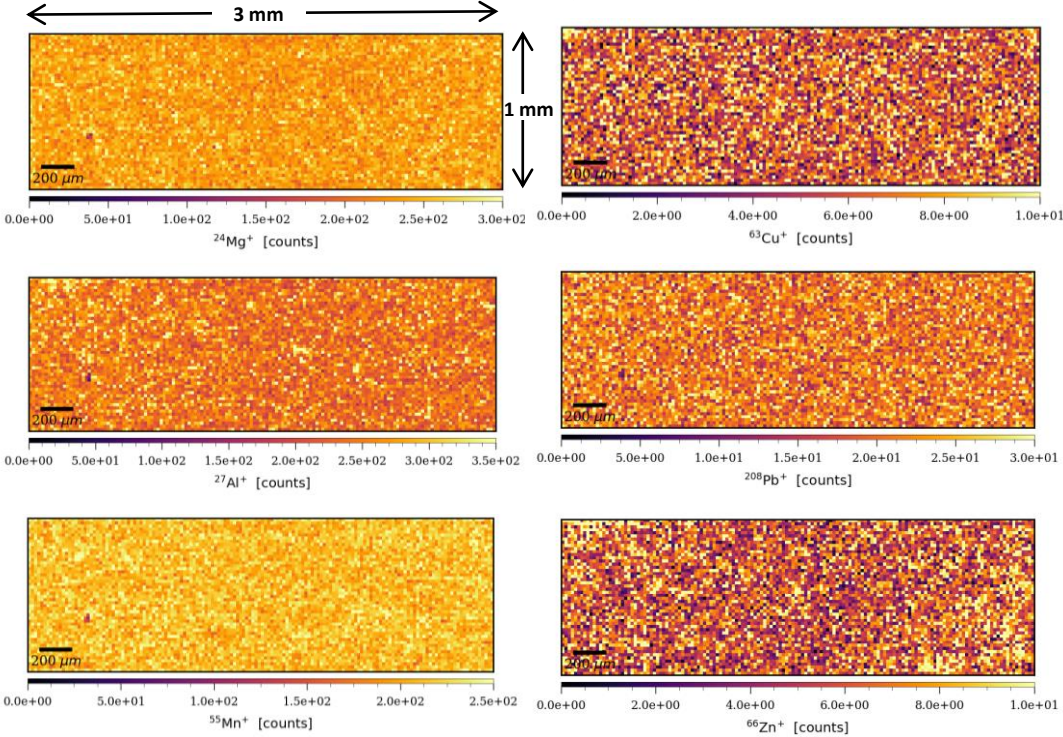 3 mm
1 mm
200 μm
0.0e+00 5.0e+01 1.0e+02 1.5e+02 2.0e+02 2.5e+02 3.0e+02
²⁴Mg⁺ [counts]
200 μm
0.0e+00 2.0e+00 4.0e+00 6.0e+00 8.0e+00 1.0e+01
⁶³Cu⁺ [counts]
200 μm
0.0e+00 5.0e+01 1.0e+02 1.5e+02 2.0e+02 2.5e+02 3.0e+02 3.5e+02
²⁷Al⁺ [counts]
200 μm
0.0e+00 5.0e+00 1.0e+01 1.5e+01 2.0e+01 2.5e+01 3.0e+01
²⁰⁸Pb⁺ [counts]
200 μm
0.0e+00 5.0e+01 1.0e+02 1.5e+02 2.0e+02 2.5e+02
⁵⁵Mn⁺ [counts]
200 μm
0.0e+00 2.0e+00 4.0e+00 6.0e+00 8.0e+00 1.0e+01
⁶⁶Zn⁺ [counts]